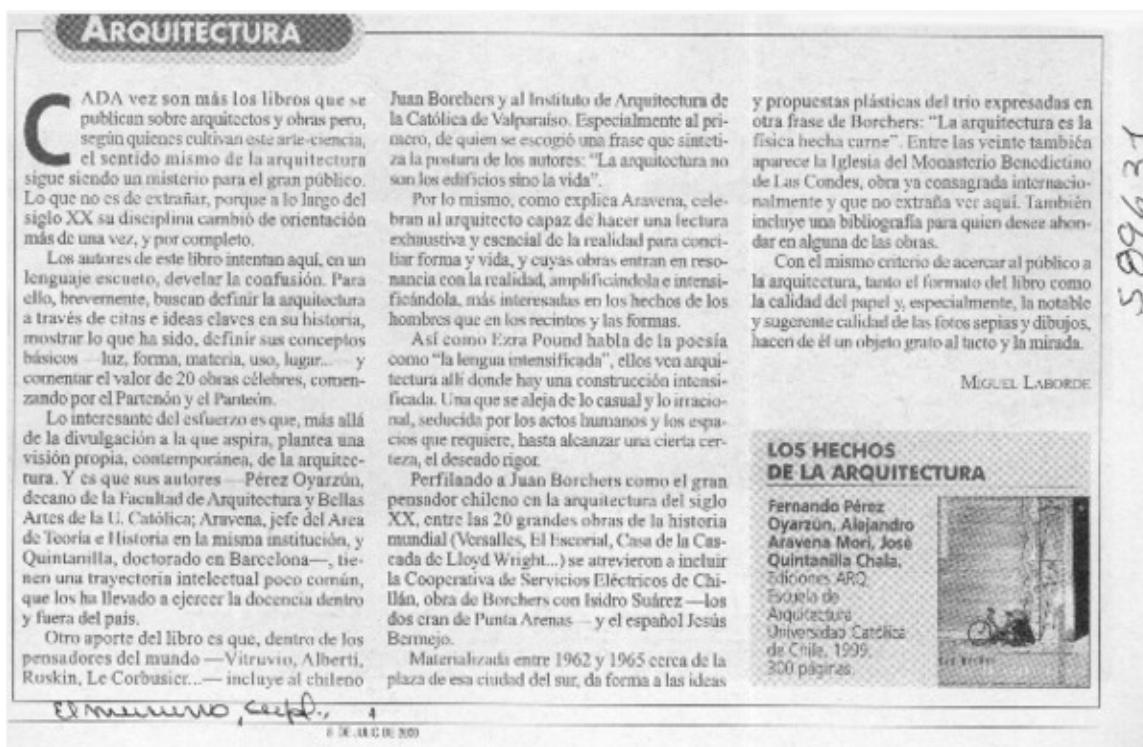 ARQUITECTURA
CADA vez son más los libros que se
publican sobre arquitectos y obras pero,
según quienes cultivan este arte-ciencia,
el sentido mismo de la arquitectura
sigue siendo un misterio para el gran público.
Lo que no es de extrañar, porque a lo largo del
siglo XX su disciplina cambió de orientación
más de una vez, y por completo.
Los autores de este libro intentan aquí, en un
lenguaje escueto, develar la confusión. Para
ello, brevemente, buscan definir la arquitectura
a través de citas e ideas claves en su historia,
mostrar lo que ha sido, definir sus conceptos
básicos —luz, forma, materia, uso, lugar...— y
comentar el valor de 20 obras célebres, comen-
zando por el Partenón y el Panteón.
Lo interesante del esfuerzo es que, más allá
de la divulgación a la que aspira, plantea una
visión propia, contemporánea, de la arquitec-
tura. Y es que sus autores —Pérez Oyarzún,
decano de la Facultad de Arquitectura y Bellas
Artes de la U. Católica; Aravena, jefe del Area
de Teoría e Historia en la misma institución, y
Quintanilla, doctorado en Barcelona—, tie-
nen una trayectoria intelectual poco común,
que los ha llevado a ejercer la docencia dentro
y fuera del país.
Otro aporte del libro es que, dentro de los
pensadores del mundo —Vitruvio, Alberti,
Ruskin, Le Corbusier...— incluye al chileno
Juan Borchers y al Instituto de Arquitectura de
la Católica de Valparaíso. Especialmente al pri-
mero, de quien se escogió una frase que sinteti-
za la postura de los autores: “La arquitectura no
son los edificios sino la vida”.
Por lo mismo, como explica Aravena, cele-
bran al arquitecto capaz de hacer una lectura
exhaustiva y esencial de la realidad para conci-
liar forma y vida, y cuyas obras entran en reso-
nancia con la realidad, amplificándola e intensi-
ficándola, más interesadas en los hechos de los
hombres que en los recintos y las formas.
Así como Ezra Pound habla de la poesía
como “la lengua intensificada”, ellos ven arqui-
tectura allí donde hay una construcción intensi-
ficada. Una que se aleja de lo casual y lo irracio-
nal, seducida por los actos humanos y los espa-
cios que requiere, hasta alcanzar una cierta cer-
teza, el deseado rigor.
Perfilando a Juan Borchers como el gran
pensador chileno en la arquitectura del siglo
XX, entre las 20 grandes obras de la historia
mundial (Versalles, El Escorial, Casa de la Cas-
cada de Lloyd Wright...) se atrevieron a incluir
la Cooperativa de Servicios Eléctricos de Chi-
llán, obra de Borchers con Isidro Suárez —los
dos eran de Punta Arenas— y el español Jesús
Bermejo.
Materializada entre 1962 y 1965 cerca de la
plaza de esa ciudad del sur, da forma a las ideas
y propuestas plásticas del trío expresadas en
otra frase de Borchers: “La arquitectura es la
física hecha carne”. Entre las veinte también
aparece la Iglesia del Monasterio Benedictino
de Las Condes, obra ya consagrada internacio-
nalmente y que no extraña ver aquí. También
incluye una bibliografía para quien desee ahon-
dar en alguna de las obras.
Con el mismo criterio de acercar al público a
la arquitectura, tanto el formato del libro como
la calidad del papel y, especialmente, la notable
y sugerente calidad de las fotos sepias y dibujos,
hacen de él un objeto grato al tacto y la mirada.
MIGUEL LABORDE
LOS HECHOS
DE LA ARQUITECTURA
Fernando Pérez
Oyarzún, Alejandro
Aravena Mori, José
Quintanilla Chala.
Ediciones ARQ
Escuela de
Arquitectura
Universidad Católica
de Chile, 1999.
300 páginas.
El mercurio,
4
DE JULIO DE 2000